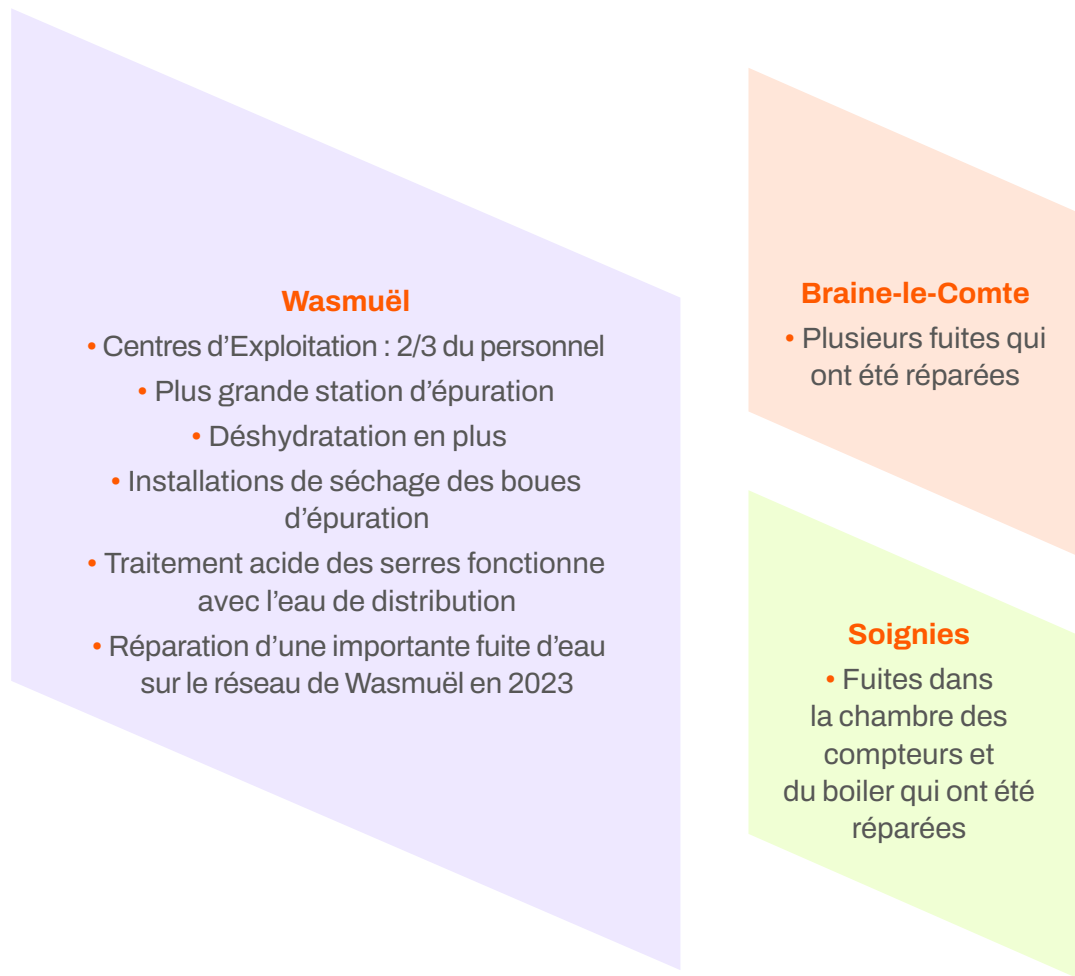 Wasmuël
• Centres d’Exploitation : 2/3 du personnel
• Plus grande station d’épuration
• Déshydratation en plus
• Installations de séchage des boues
d’épuration
• Traitement acide des serres fonctionne
avec l’eau de distribution
• Réparation d’une importante fuite d’eau
sur le réseau de Wasmuël en 2023
Braine-le-Comte
• Plusieurs fuites qui
ont été réparées
Soignies
• Fuites dans
la chambre des
compteurs et
du boiler qui ont été
réparées